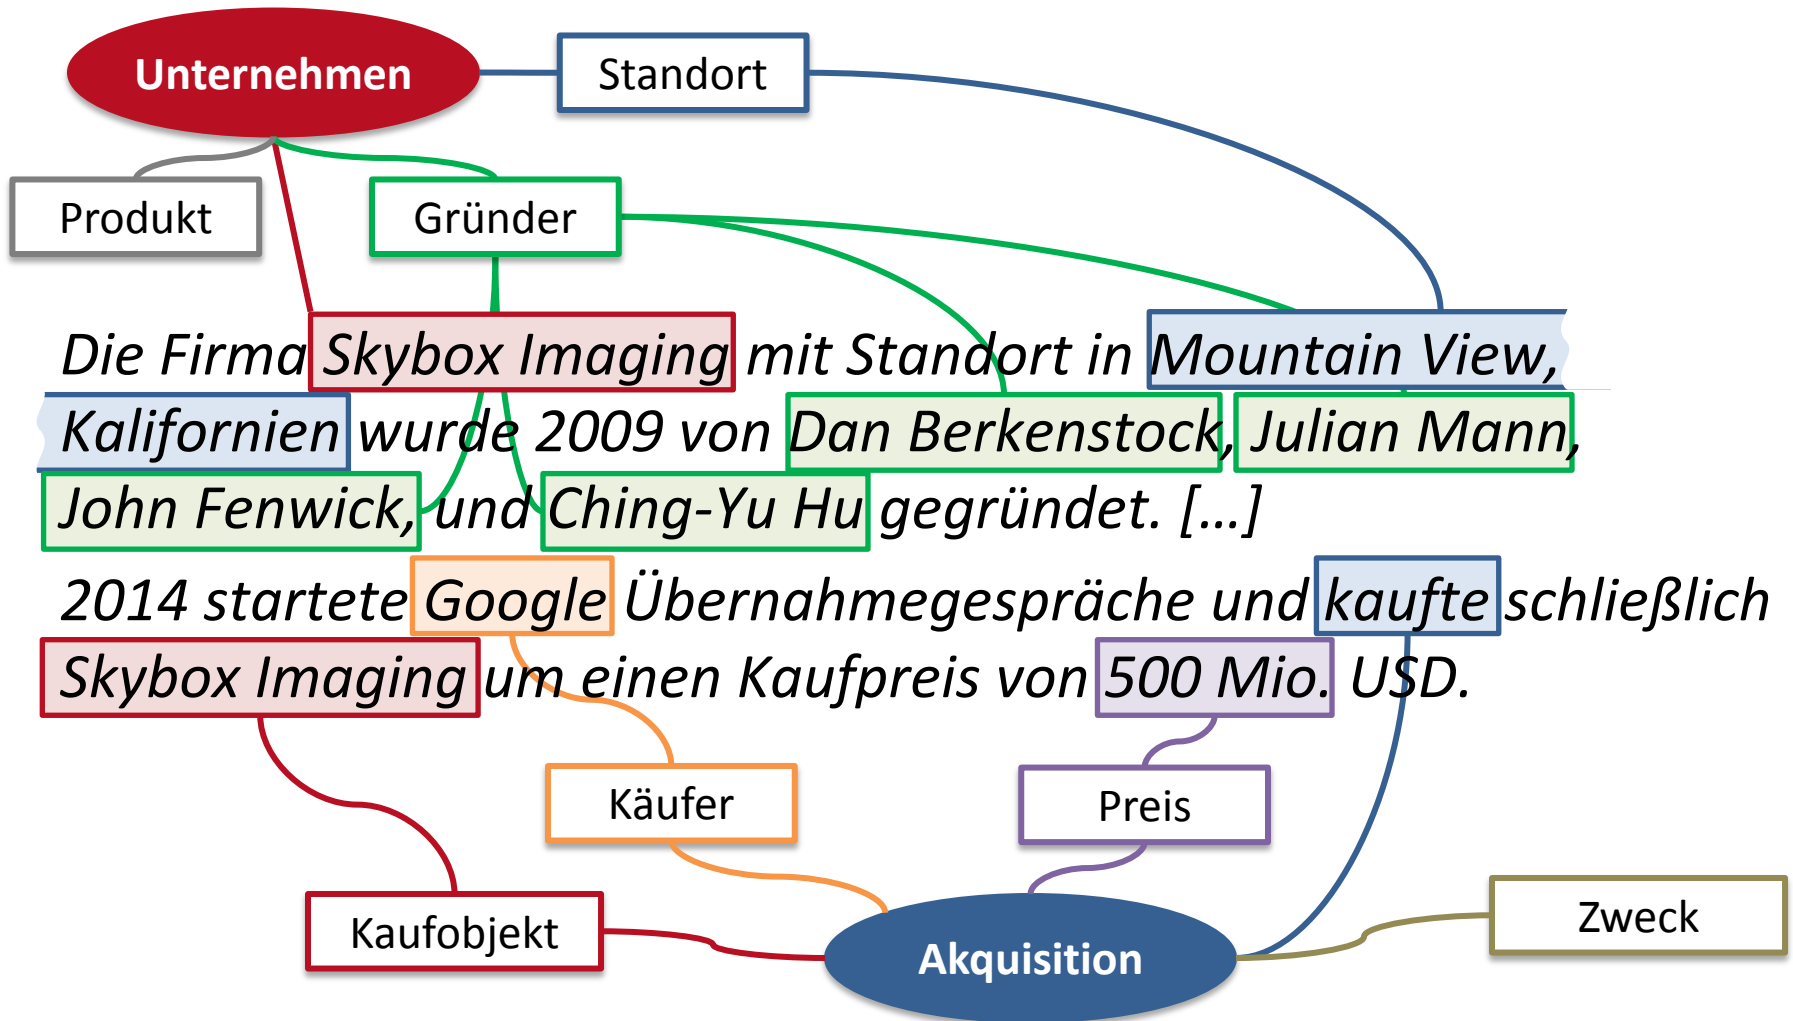 Unternehmen
Standort
Produkt
Gründer
Die Firma Skybox Imaging mit Standort in Mountain View,
Kalifornien wurde 2009 von Dan Berkenstock, Julian Mann,
John Fenwick, und Ching-Yu Hu gegründet. [...]
2014 startete Google Übernahmegespräche und kaufte schließlich
Skybox Imaging um einen Kaufpreis von 500 Mio. USD.
Käufer
Preis
Kaufobjekt
Akquisition
Zweck